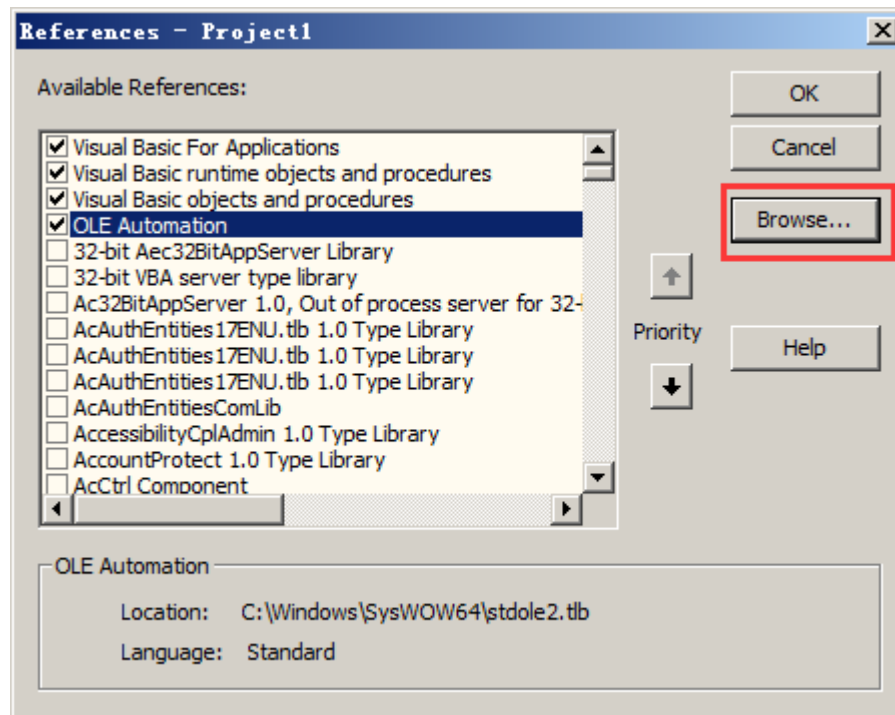 References - Project1
Available References:
Visual Basic For Applications
Visual Basic runtime objects and procedures
Visual Basic objects and procedures
OLE Automation
32-bit Aec32BitAppServer Library
32-bit VBA server type library
Ac32BitAppServer 1.0, Out of process server for 32-
AcAuthEntities17ENU.tlb 1.0 Type Library
AcAuthEntities17ENU.tlb 1.0 Type Library
AcAuthEntities17ENU.tlb 1.0 Type Library
AcAuthEntitiesComLib
AccessibilityCplAdmin 1.0 Type Library
AccountProtect 1.0 Type Library
AcCtrl Component
Priority
OK
Cancel
Browse...
Help
OLE Automation
Location: C:\Windows\SysWOW64\stdole2.tlb
Language: Standard